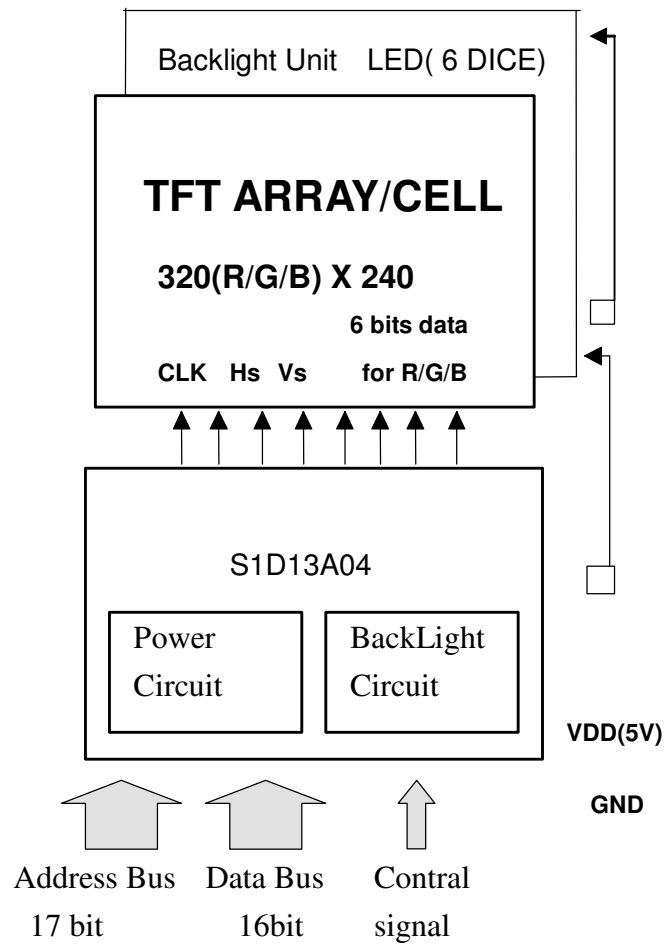 Backlight Unit LED( 6 DICE)
TFT ARRAY/CELL
320(R/G/B) X 240
6 bits data
CLK Hs Vs for R/G/B
S1D13A04
Power
Circuit
BackLight
Circuit
VDD(5V)
GND
Address Bus
17 bit
Data Bus
16bit
Contral
signal